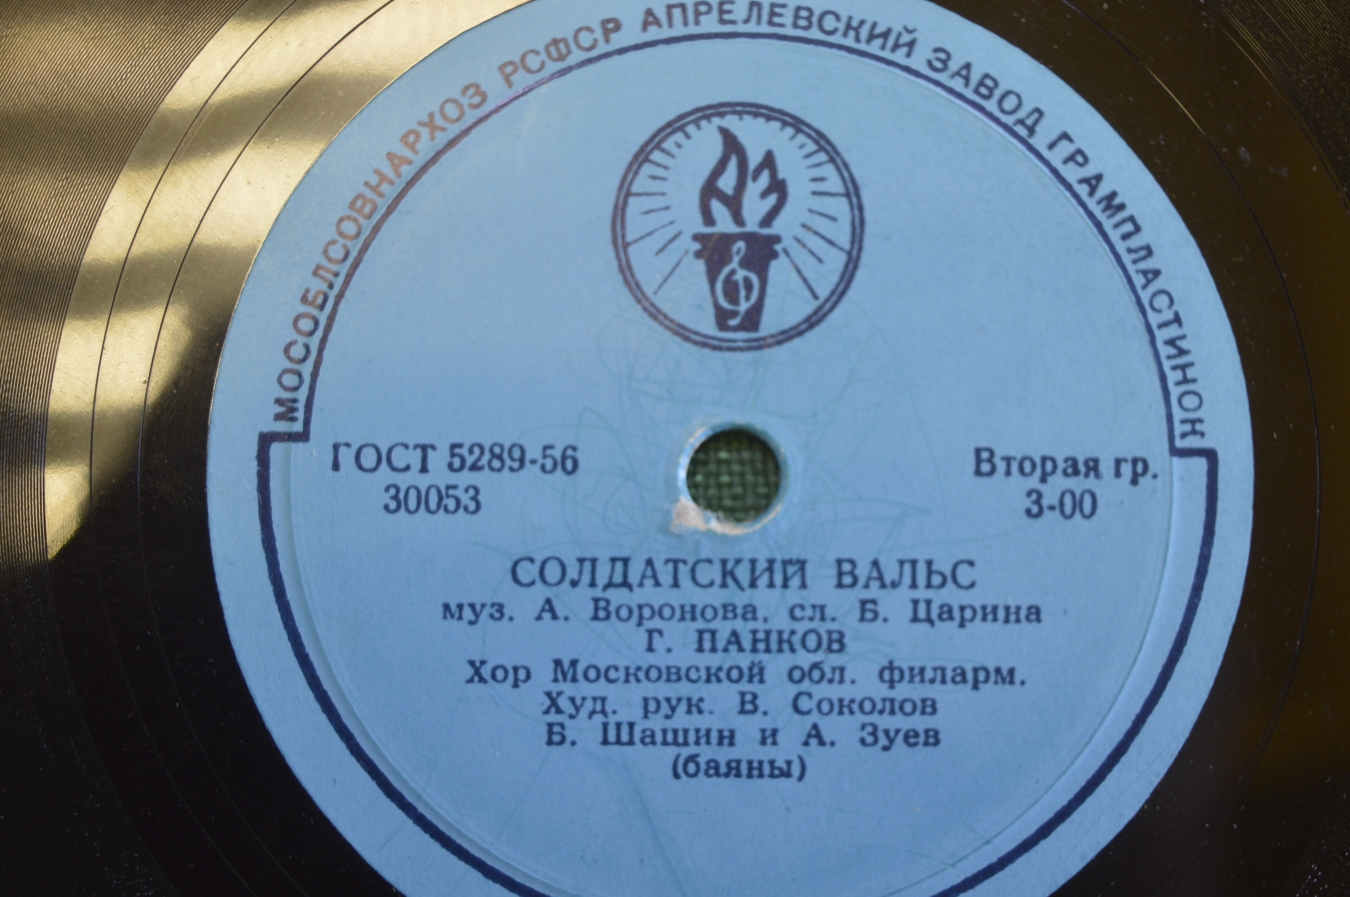 МОСОБЛСОВНАРХОЗ РСФСР АПРЕЛЕВСКИЙ ЗАВОД ГРАМПЛАСТИНОК
АЗ
ГОСТ 5289-56
30053
Вторая гр.
3-00
СОЛДАТСКИЙ ВАЛЬС
муз. А. Воронова, сл. Б. Царина
Г. ПАНКОВ
Хор Московской обл. филарм.
Худ. рук. В. Соколов
Б. Шашин и А. Зуев
(баяны)